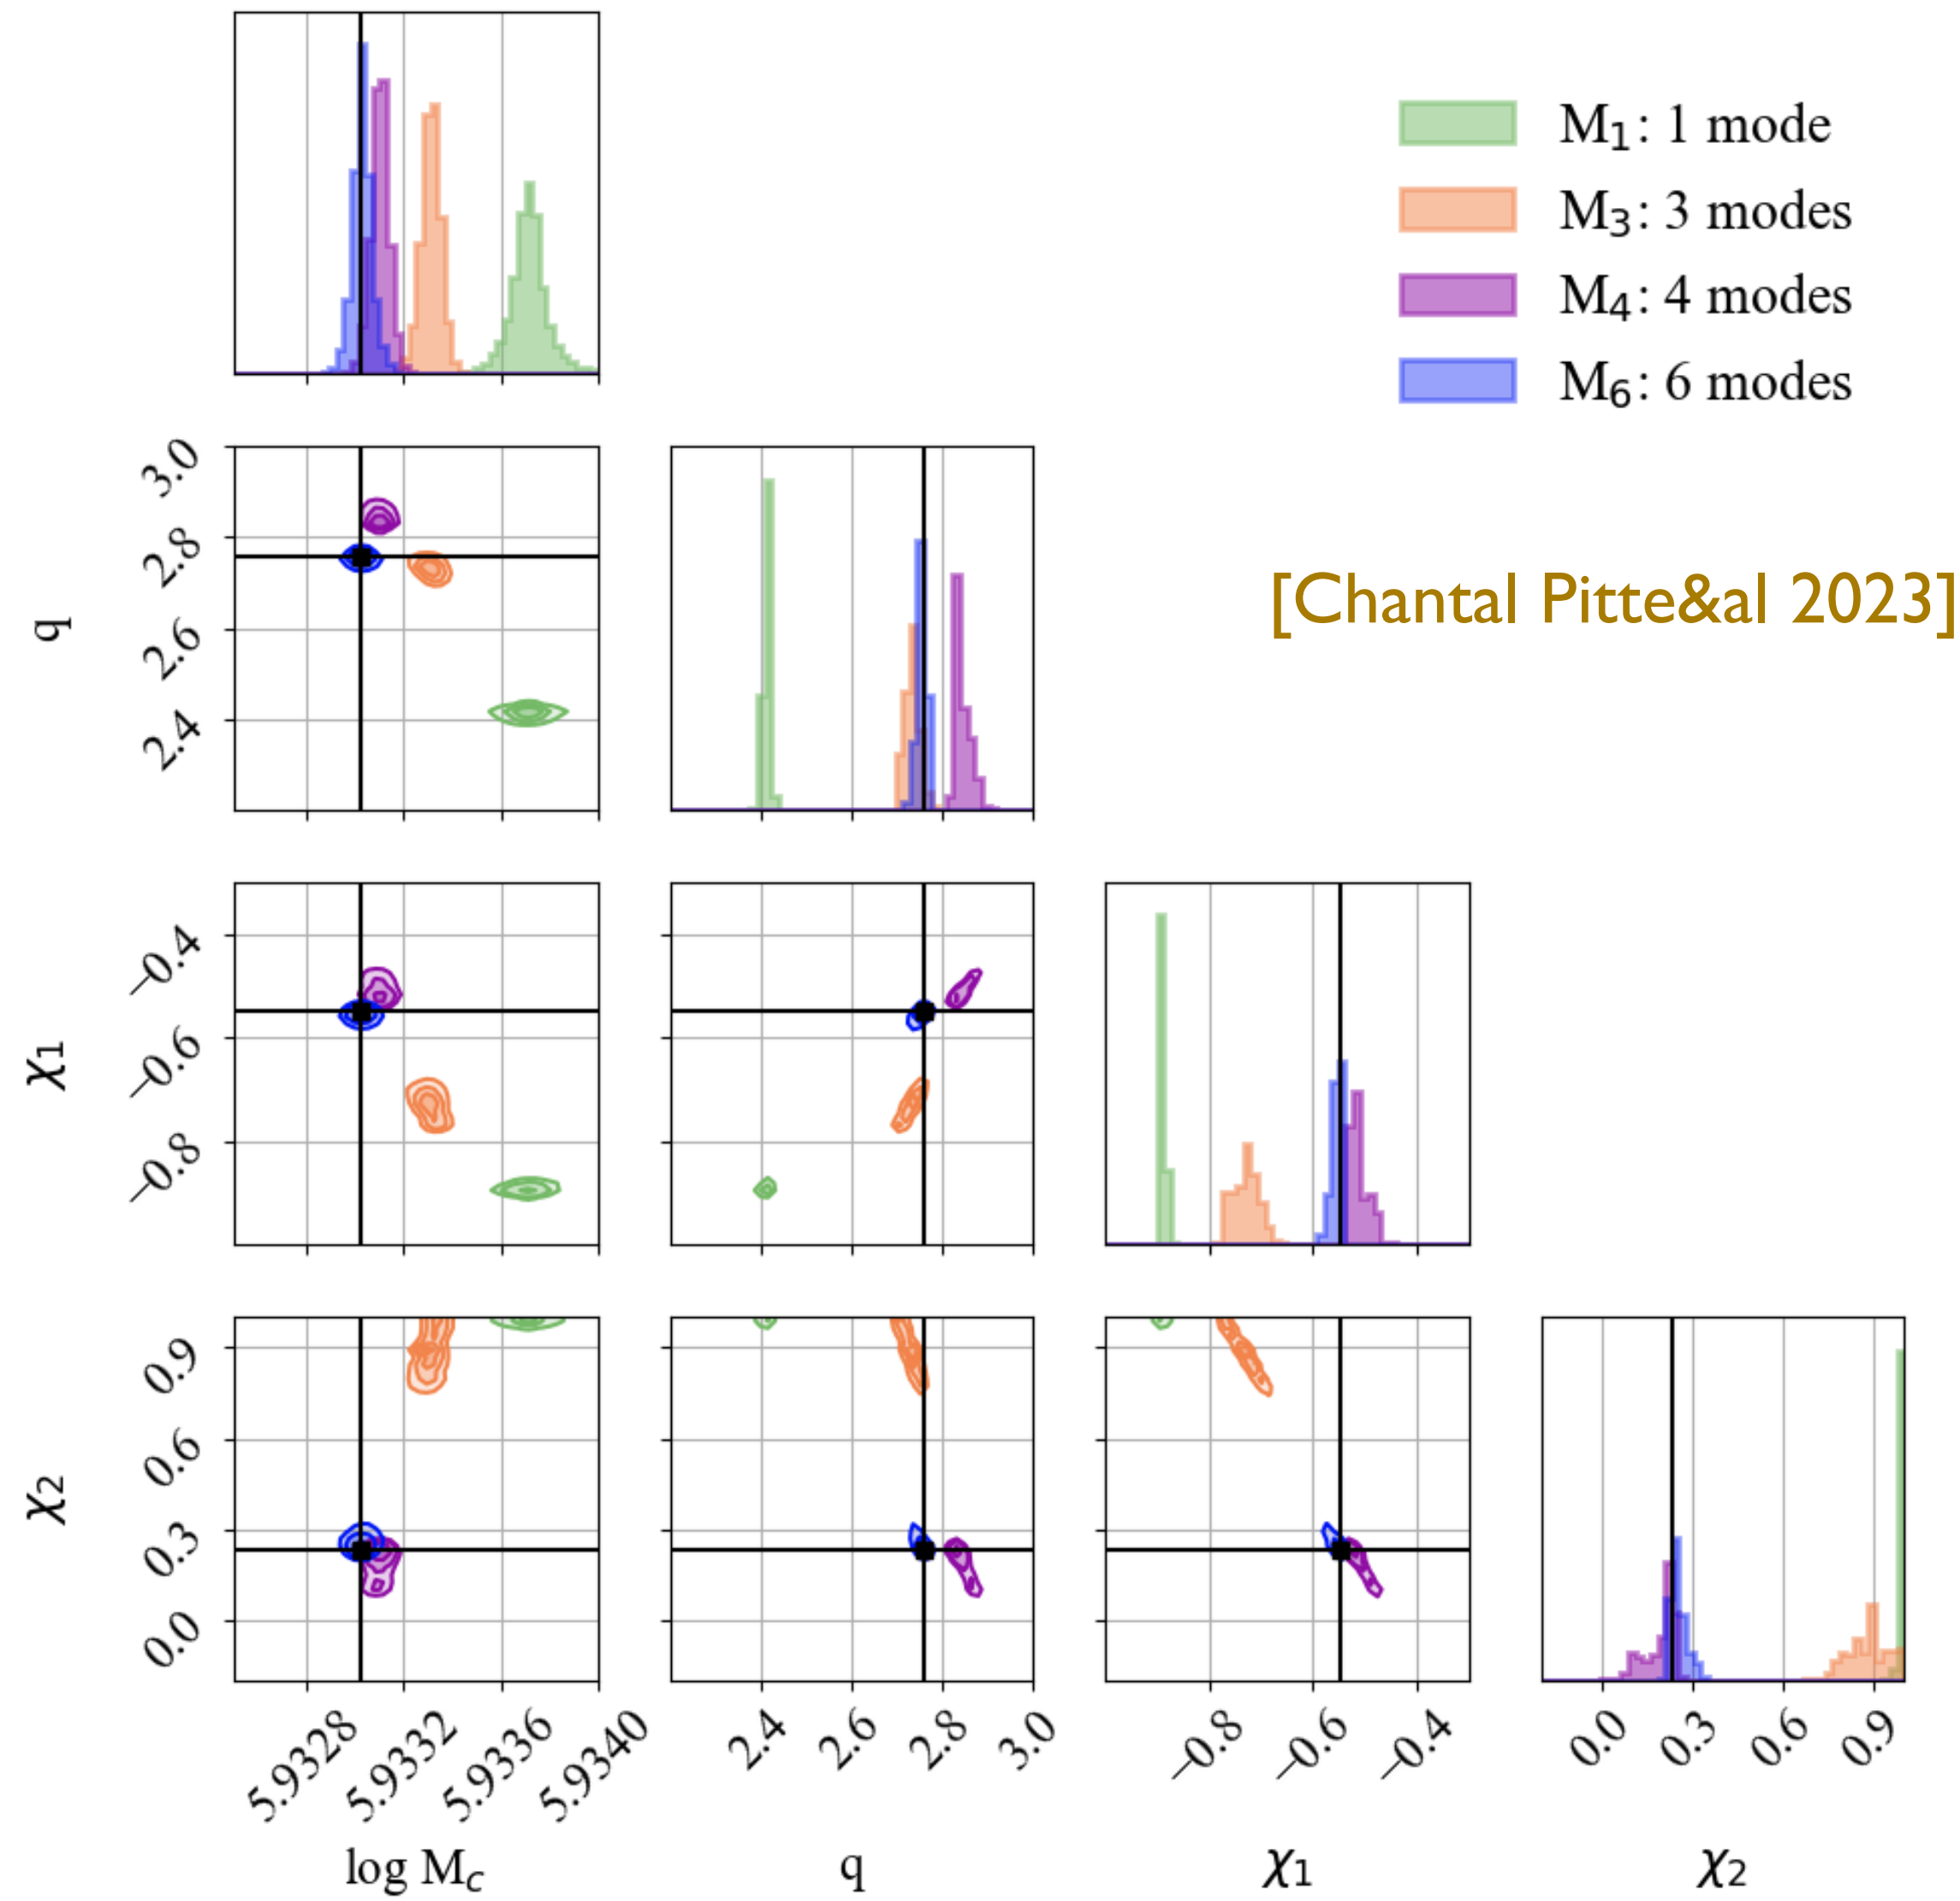 M₁: 1 mode
M₃: 3 modes
M₄: 4 modes
M₆: 6 modes
[Chantal Pitte&al 2023]
3.0
2.8
2.6
2.4
q
−0.4
−0.6
−0.8
χ₁
0.9
0.6
0.3
0.0
χ₂
5.9328 5.9332 5.9336 5.9340 2.4 2.6 2.8 3.0 −0.8 −0.6 −0.4 0.0 0.3 0.6 0.9
log M_c q χ₁ χ₂